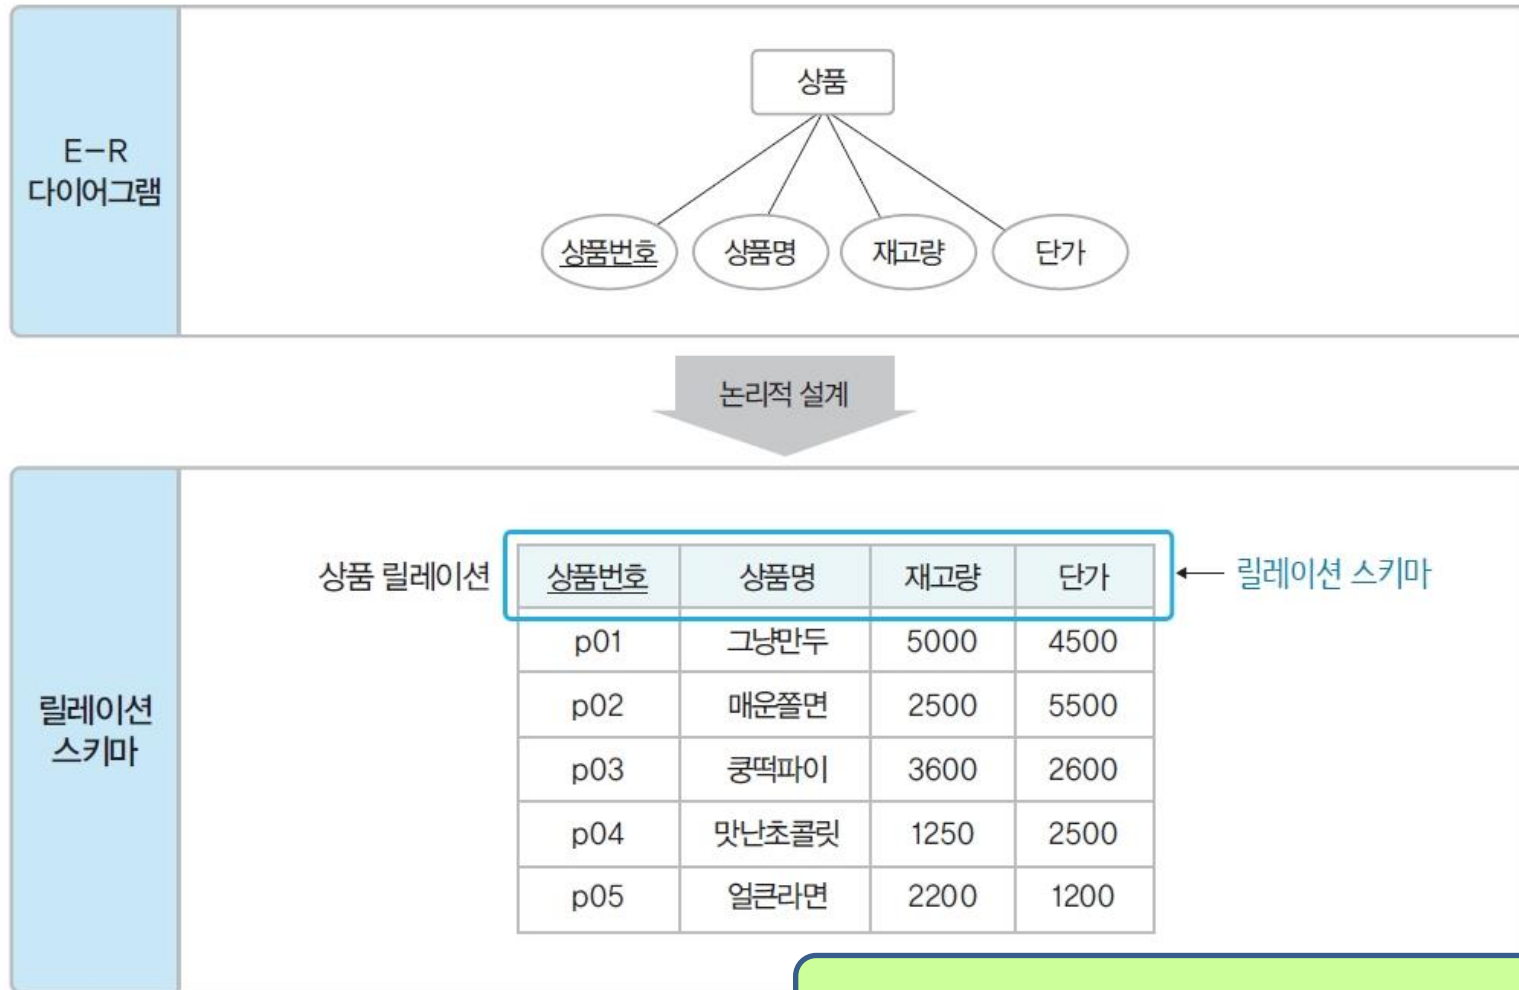 E-R
다이어그램
상품
상품번호 상품명 재고량 단가
논리적 설계
릴레이션
스키마
상품 릴레이션
상품번호 상품명 재고량 단가
릴레이션 스키마
p01 그냥만두 5000 4500
p02 매운쫄면 2500 5500
p03 쿵떡파이 3600 2600
p04 맛난초콜릿 1250 2500
p05 얼큰라면 2200 1200